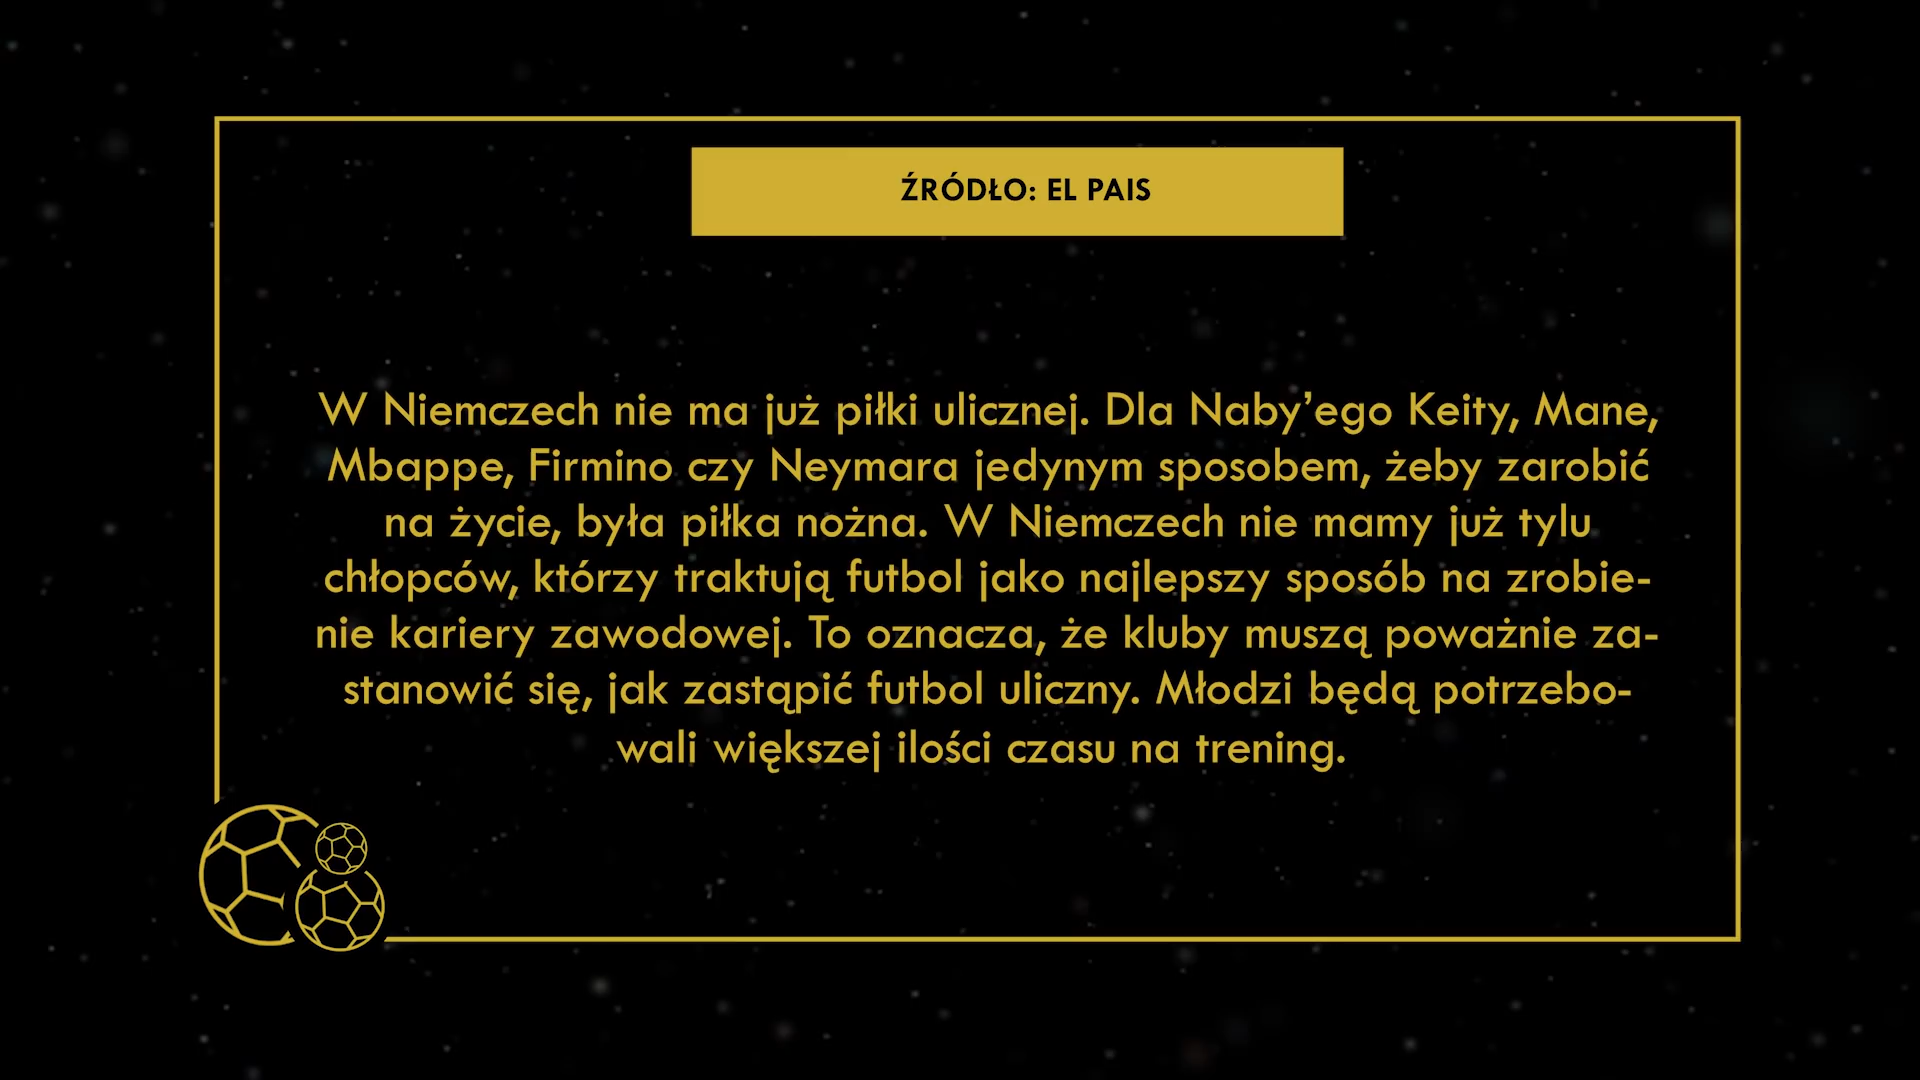 ŹRÓDŁO: EL PAIS
W Niemczech nie ma już piłki ulicznej. Dla Naby’ego Keity, Mane,
Mbappe, Firmino czy Neymara jedynym sposobem, żeby zarobić
na życie, była piłka nożna. W Niemczech nie mamy już tylu
chłopców, którzy traktują futbol jako najlepszy sposób na zrobie-
nie kariery zawodowej. To oznacza, że kluby muszą poważnie za-
stanowić się, jak zastąpić futbol uliczny. Młodzi będą potrzebo-
wali większej ilości czasu na trening.